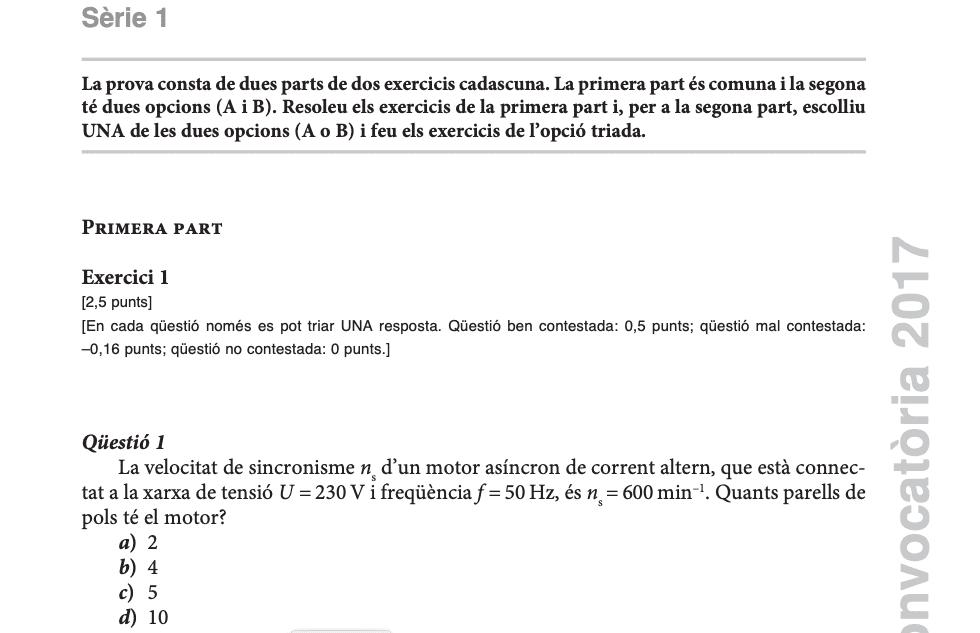 Sèrie 1
La prova consta de dues parts de dos exercicis cadascuna. La primera part és comuna i la segona
té dues opcions (A i B). Resoleu els exercicis de la primera part i, per a la segona part, escolliu
UNA de les dues opcions (A o B) i feu els exercicis de l’opció triada.
PRIMERA PART
Exercici 1
[2,5 punts]
[En cada qüestió només es pot triar UNA resposta. Qüestió ben contestada: 0,5 punts; qüestió mal contestada:
–0,16 punts; qüestió no contestada: 0 punts.]
Qüestió 1
La velocitat de sincronisme nₛ d’un motor asíncron de corrent altern, que està connec-
tat a la xarxa de tensió U = 230 V i freqüència f = 50 Hz, és nₛ = 600 min⁻¹. Quants parells de
pols té el motor?
a) 2
b) 4
c) 5
d) 10
onvocatòria 2017